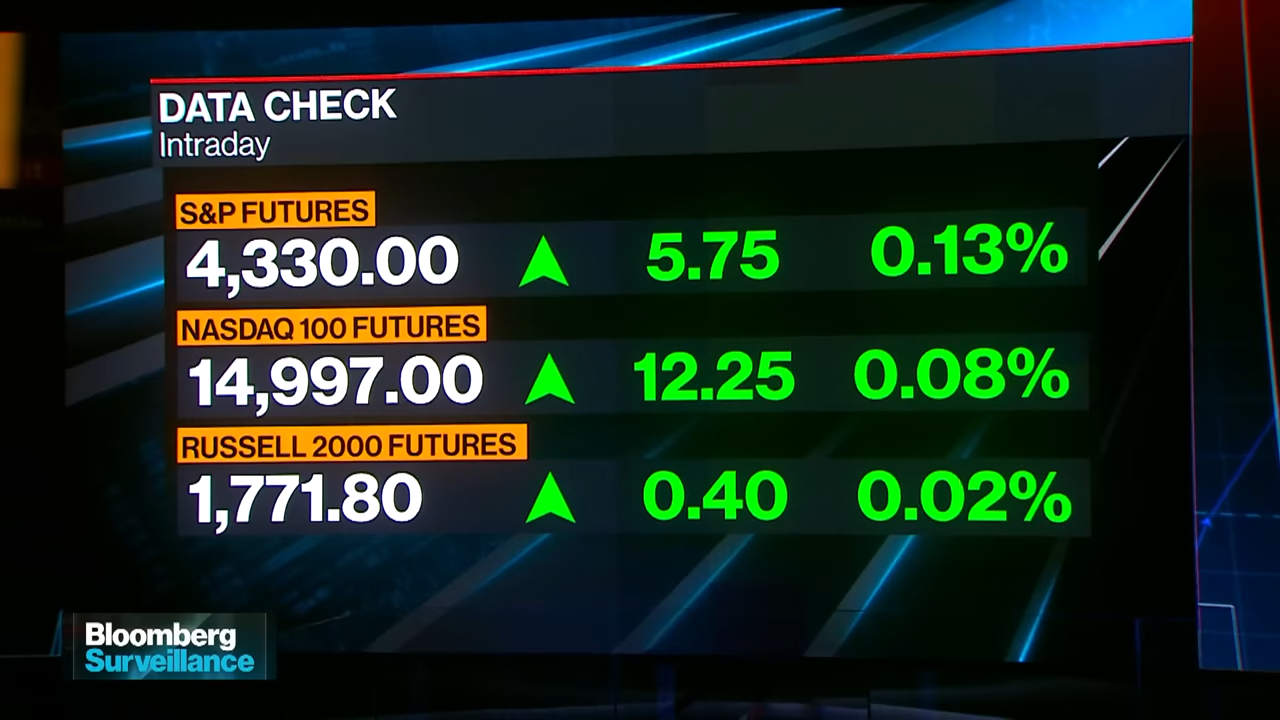 DATA CHECK
Intraday
S&P FUTURES
4,330.00 5.75 0.13%
NASDAQ 100 FUTURES
14,997.00 12.25 0.08%
RUSSELL 2000 FUTURES
1,771.80 0.40 0.02%
Bloomberg
Surveillance